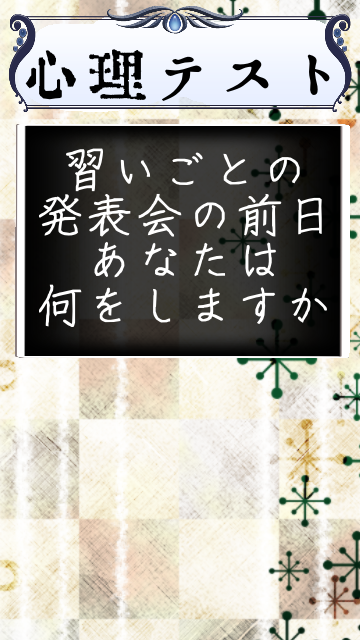 心理テスト
習いごとの
発表会の前日
あなたは
何をしますか